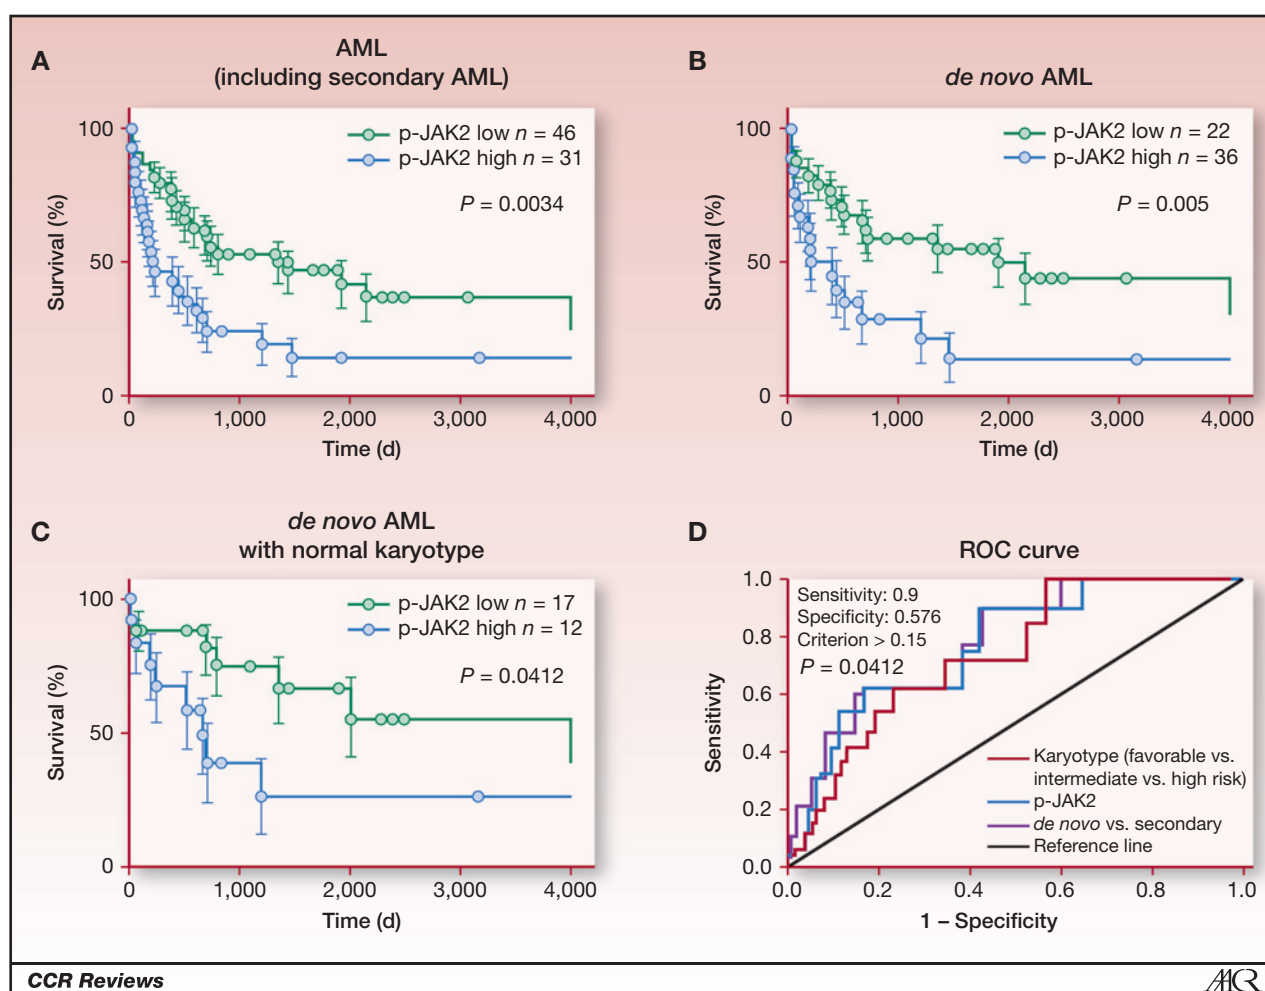 A
AML
(including secondary AML)
100
50
0
Survival (%)
p-JAK2 low n = 46
p-JAK2 high n = 31
P = 0.0034
0 1,000 2,000 3,000 4,000
Time (d)
B
de novo AML
100
50
0
Survival (%)
p-JAK2 low n = 22
p-JAK2 high n = 36
P = 0.005
0 1,000 2,000 3,000 4,000
Time (d)
C
de novo AML
with normal karyotype
100
50
0
Survival (%)
p-JAK2 low n = 17
p-JAK2 high n = 12
P = 0.0412
0 1,000 2,000 3,000 4,000
Time (d)
D
ROC curve
1.0
0.8
0.6
0.4
0.2
0.0
Sensitivity
Sensitivity: 0.9
Specificity: 0.576
Criterion > 0.15
P = 0.0412
Karyotype (favorable vs.
intermediate vs. high risk)
p-JAK2
de novo vs. secondary
Reference line
0.0 0.2 0.4 0.6 0.8 1.0
1 – Specificity
CCR Reviews
AACR